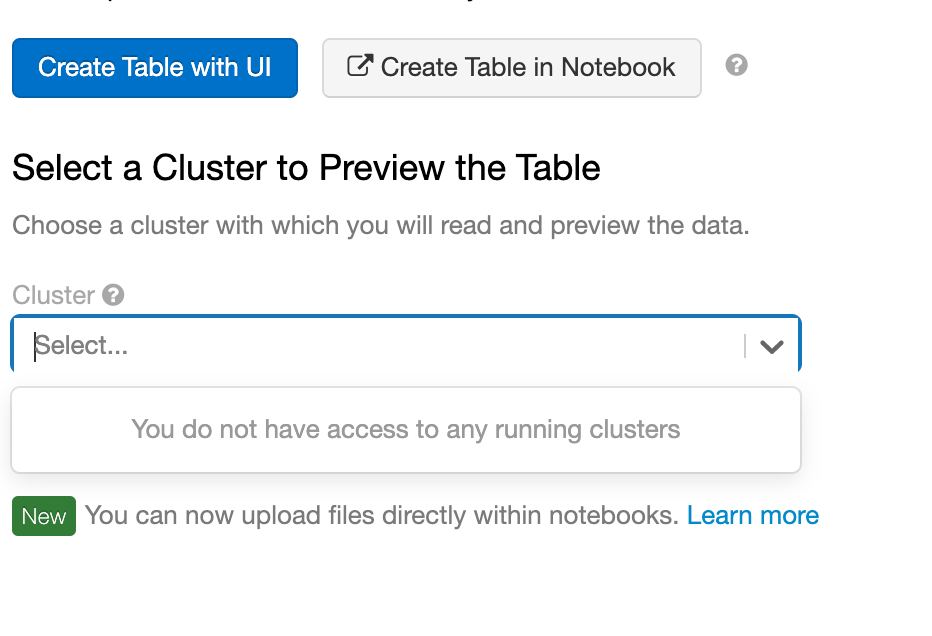 Create Table with UI
Create Table in Notebook
Select a Cluster to Preview the Table
Choose a cluster with which you will read and preview the data.
Cluster
Select...
You do not have access to any running clusters
New You can now upload files directly within notebooks. Learn more